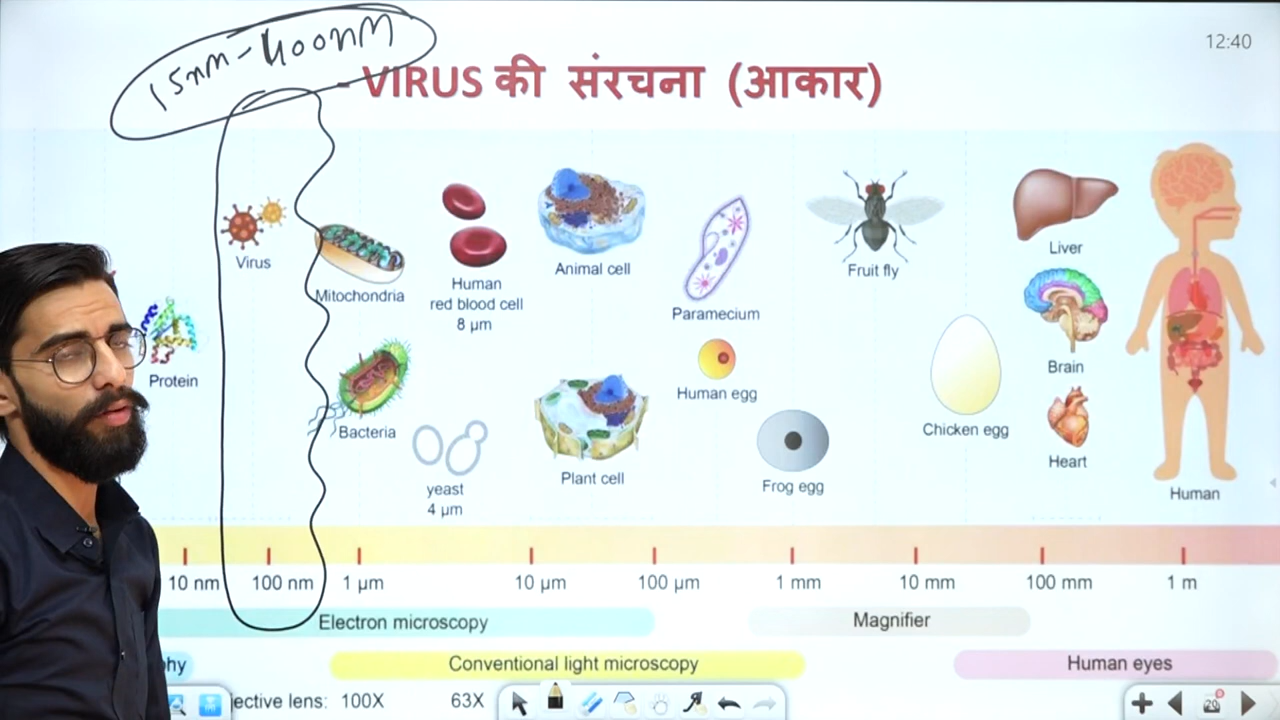 15nm-400nm
12:40
- VIRUS की संरचना (आकार)
Virus
Mitochondria
Human
red blood cell
8 µm
Animal cell
Paramecium
Fruit fly
Liver
Protein
Bacteria
yeast
4 µm
Plant cell
Human egg
Frog egg
Chicken egg
Brain
Heart
Human
10 nm 100 nm 1 µm 10 µm 100 µm 1 mm 10 mm 100 mm 1 m
Electron microscopy
Magnifier
hy
Conventional light microscopy
Human eyes
jective lens: 100X 63X
20